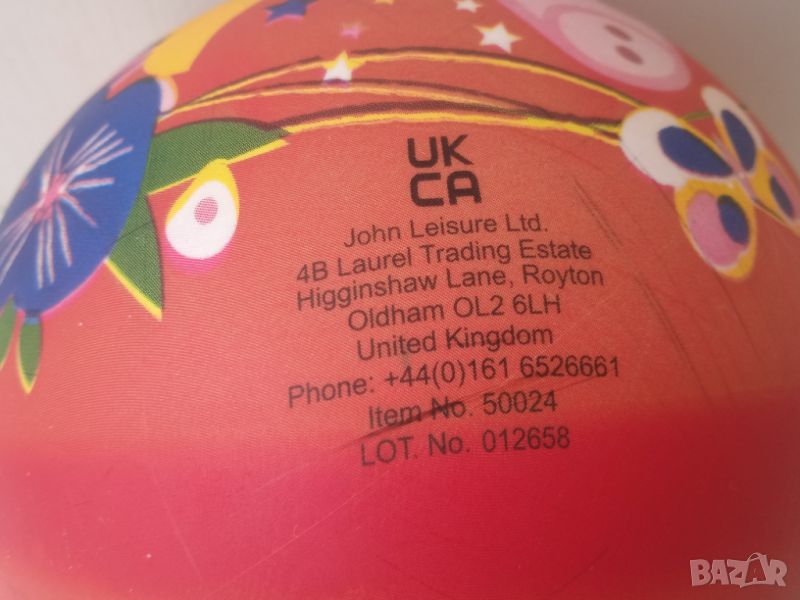 UK
CA
John Leisure Ltd.
4B Laurel Trading Estate
Higginshaw Lane, Royton
Oldham OL2 6LH
United Kingdom
Phone: +44(0)161 6526661
Item No. 50024
LOT. No. 012658
BAZAR